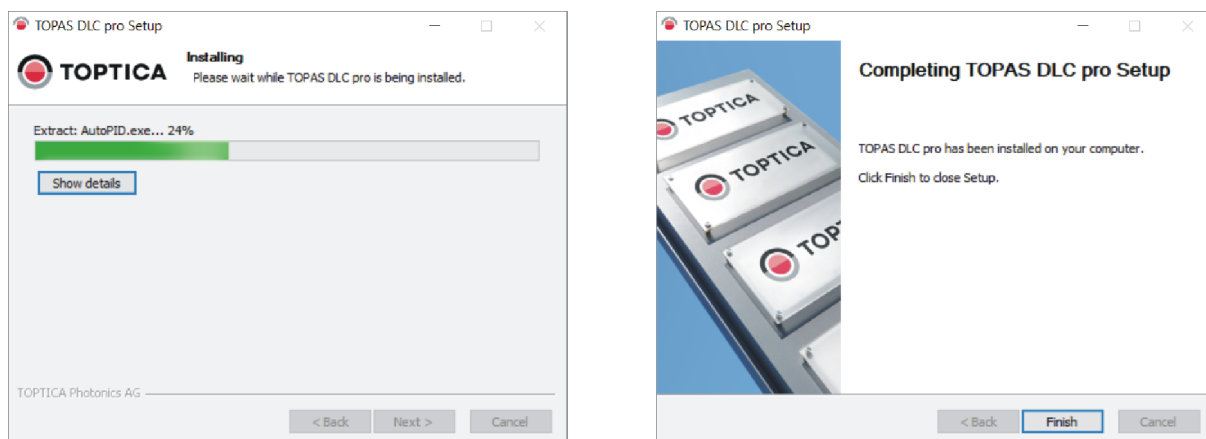 TOPAS DLC pro Setup
TOPTICA
Installing
Please wait while TOPAS DLC pro is being installed.
Extract: AutoPID.exe... 24%
Show details
TOPTICA Photonics AG
< Back
Next >
Cancel
TOPAS DLC pro Setup
TOPTICA
TOPTICA
TOP
Completing TOPAS DLC pro Setup
TOPAS DLC pro has been installed on your computer.
Click Finish to close Setup.
< Back
Finish
Cancel